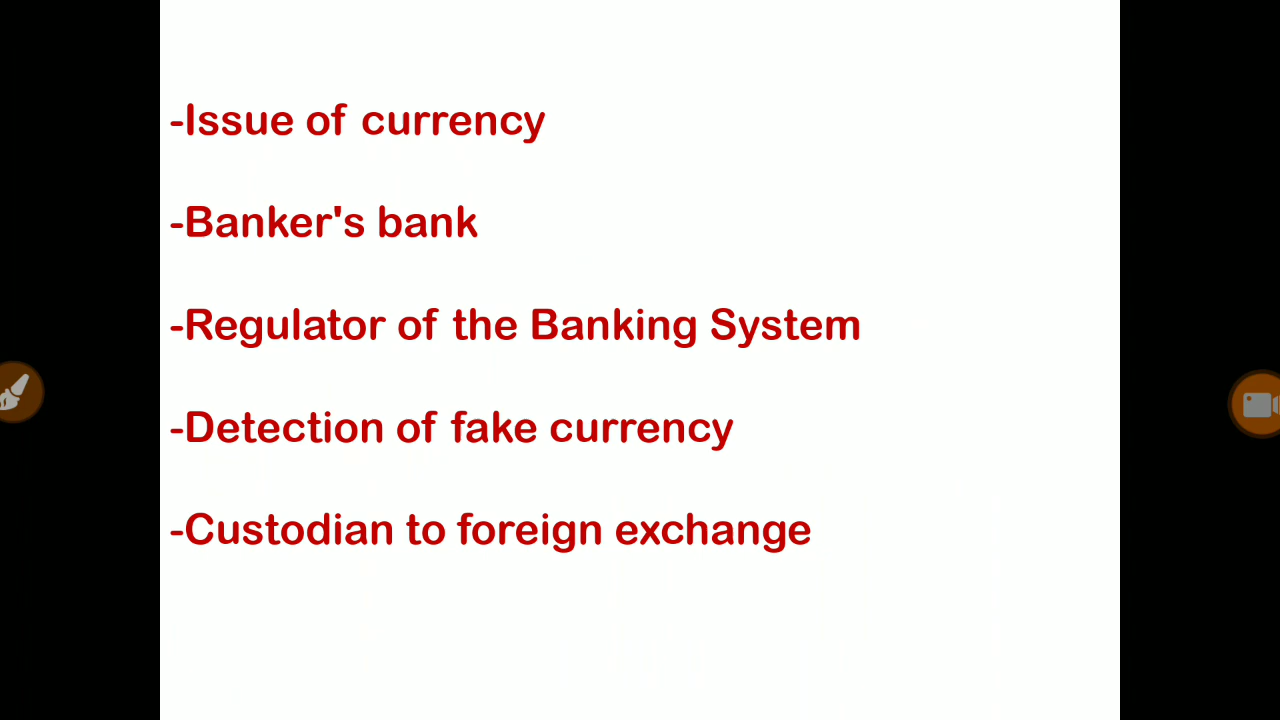 -Issue of currency
-Banker's bank
-Regulator of the Banking System
-Detection of fake currency
-Custodian to foreign exchange